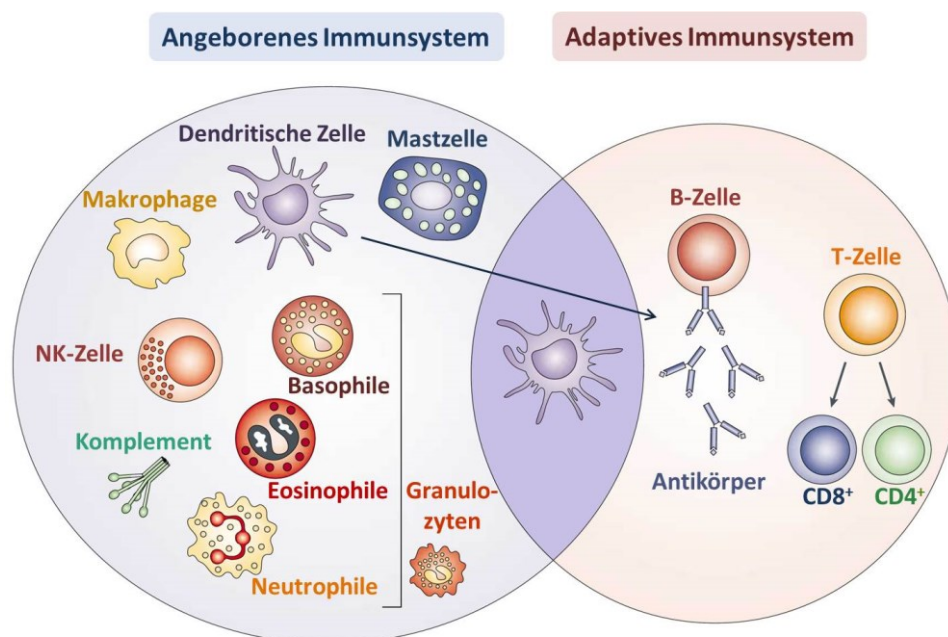 Angeborenes Immunsystem
Adaptives Immunsystem
Dendritische Zelle
Mastzelle
Makrophage
B-Zelle
T-Zelle
NK-Zelle
Basophile
Komplement
Eosinophile
Granulo-
zyten
Antikörper
CD8⁺
CD4⁺
Neutrophile